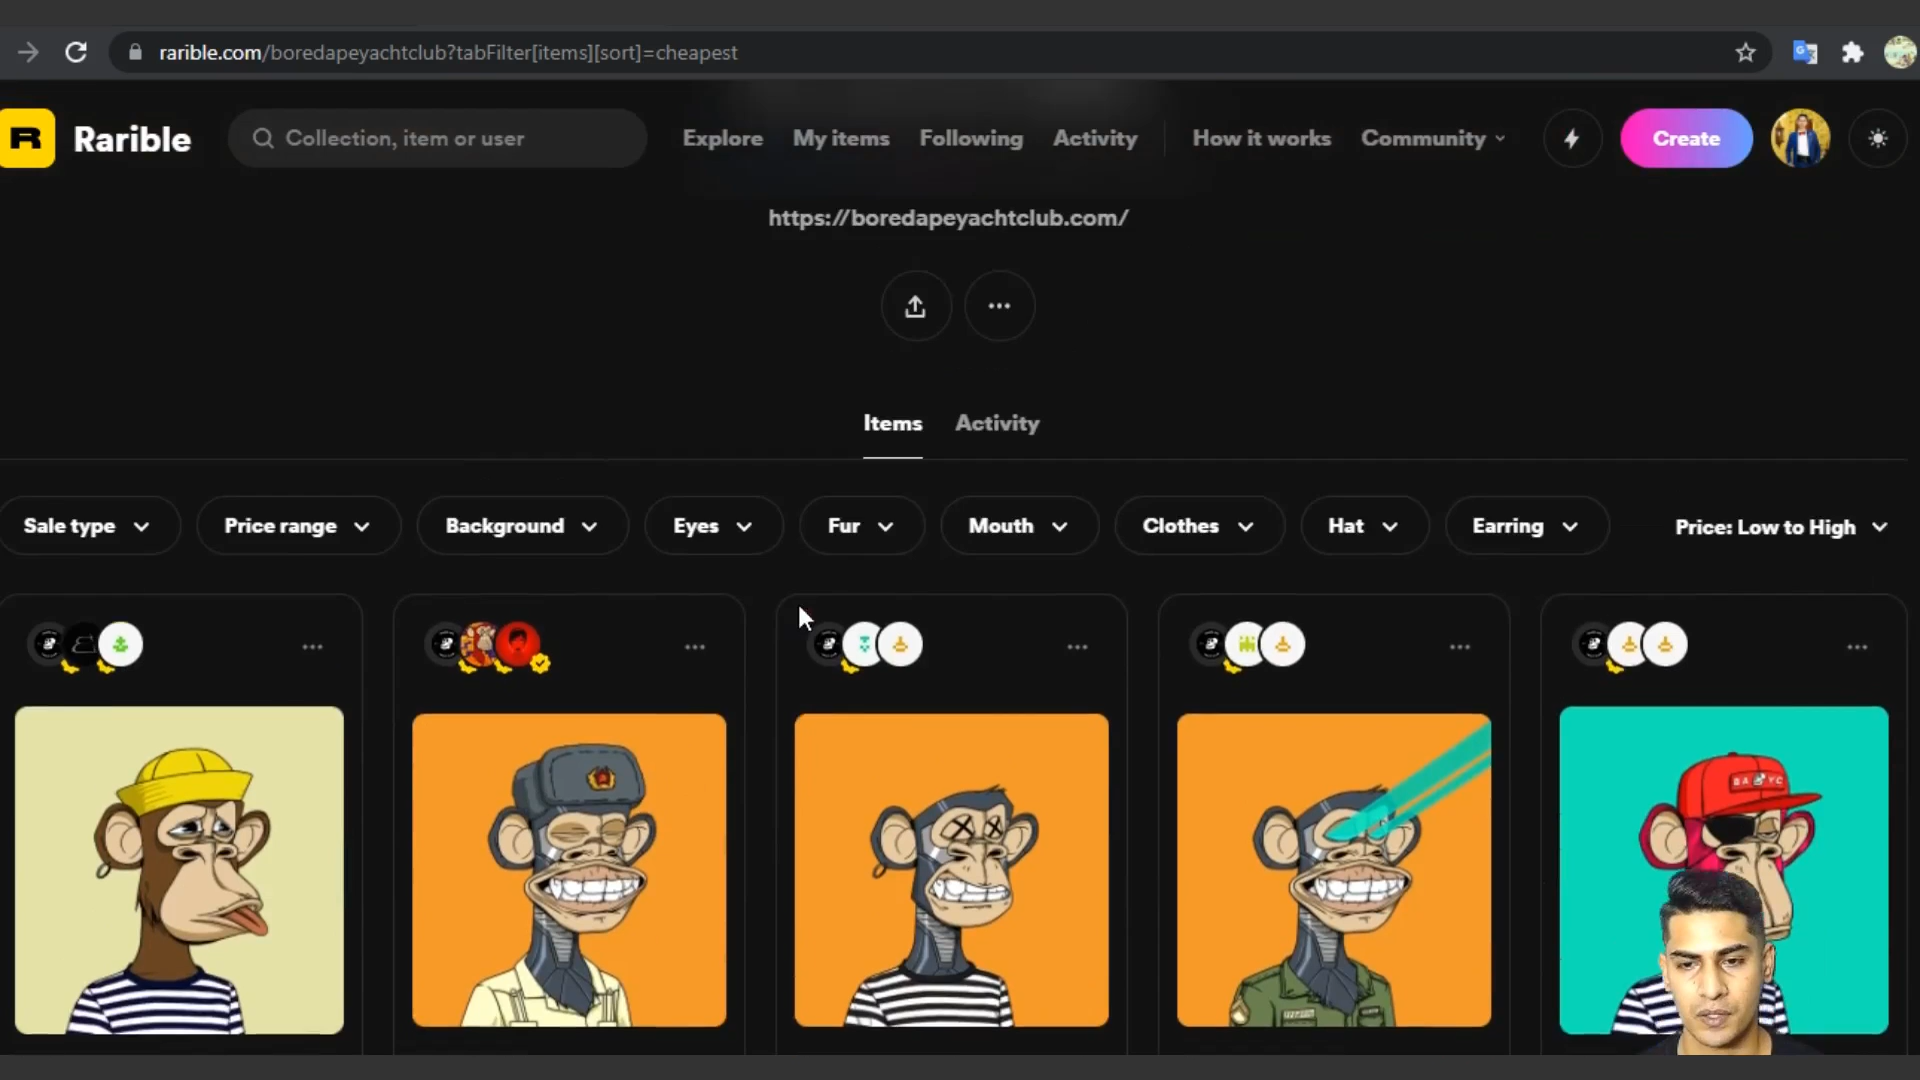 rarible.com/boredapeyachtclub?tabFilter[items][sort]=cheapest
R Rarible Collection, item or user Explore My items Following Activity How it works Community Create
https://boredapeyachtclub.com/
Items Activity
Sale type Price range Background Eyes Fur Mouth Clothes Hat Earring Price: Low to High
BAYC